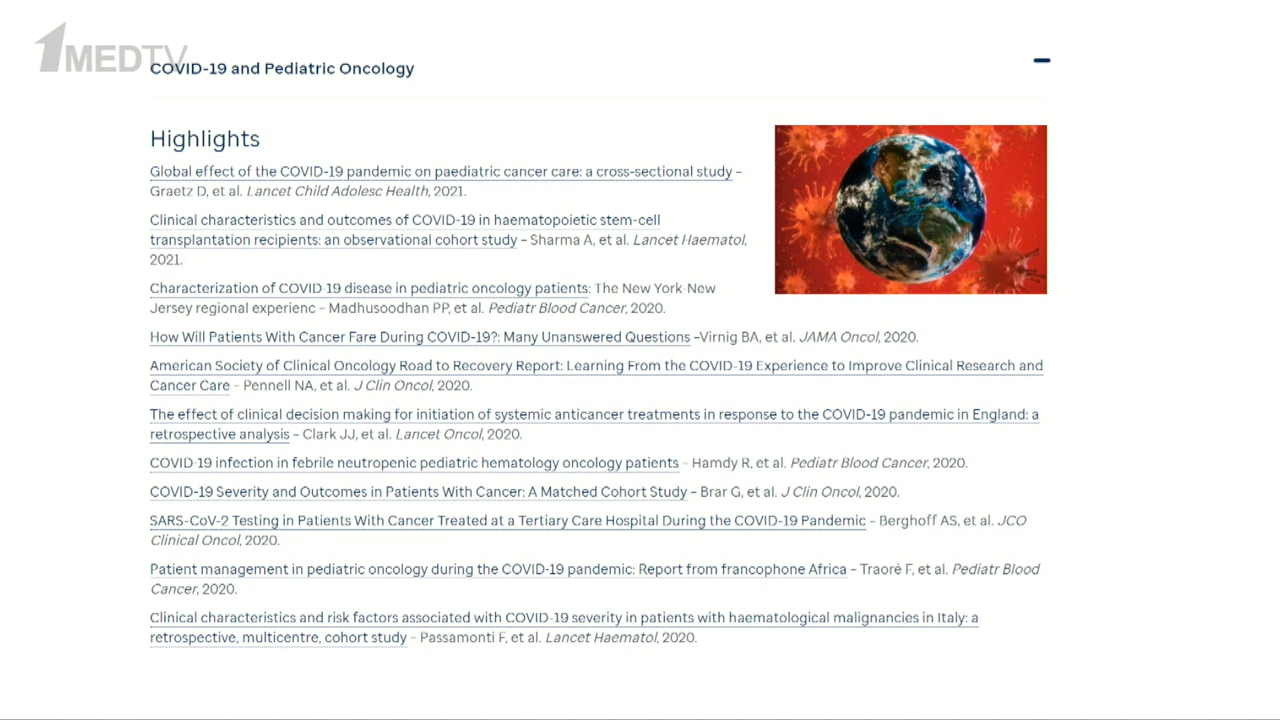 1MEDTV
COVID-19 and Pediatric Oncology
Highlights
Global effect of the COVID-19 pandemic on paediatric cancer care: a cross-sectional study –
Graetz D, et al. Lancet Child Adolesc Health, 2021.
Clinical characteristics and outcomes of COVID-19 in haematopoietic stem-cell
transplantation recipients: an observational cohort study – Sharma A, et al. Lancet Haematol,
2021.
Characterization of COVID-19 disease in pediatric oncology patients: The New York-New
Jersey regional experienc – Madhusoodhan PP, et al. Pediatr Blood Cancer, 2020.
How Will Patients With Cancer Fare During COVID-19?: Many Unanswered Questions –Virnig BA, et al. JAMA Oncol, 2020.
American Society of Clinical Oncology Road to Recovery Report: Learning From the COVID-19 Experience to Improve Clinical Research and
Cancer Care – Pennell NA, et al. J Clin Oncol, 2020.
The effect of clinical decision making for initiation of systemic anticancer treatments in response to the COVID-19 pandemic in England: a
retrospective analysis – Clark JJ, et al. Lancet Oncol, 2020.
COVID-19 infection in febrile neutropenic pediatric hematology oncology patients – Hamdy R, et al. Pediatr Blood Cancer, 2020.
COVID-19 Severity and Outcomes in Patients With Cancer: A Matched Cohort Study – Brar G, et al. J Clin Oncol, 2020.
SARS-CoV-2 Testing in Patients With Cancer Treated at a Tertiary Care Hospital During the COVID-19 Pandemic – Berghoff AS, et al. JCO
Clinical Oncol, 2020.
Patient management in pediatric oncology during the COVID-19 pandemic: Report from francophone Africa – Traoré F, et al. Pediatr Blood
Cancer, 2020.
Clinical characteristics and risk factors associated with COVID-19 severity in patients with haematological malignancies in Italy: a
retrospective, multicentre, cohort study – Passamonti F, et al. Lancet Haematol, 2020.